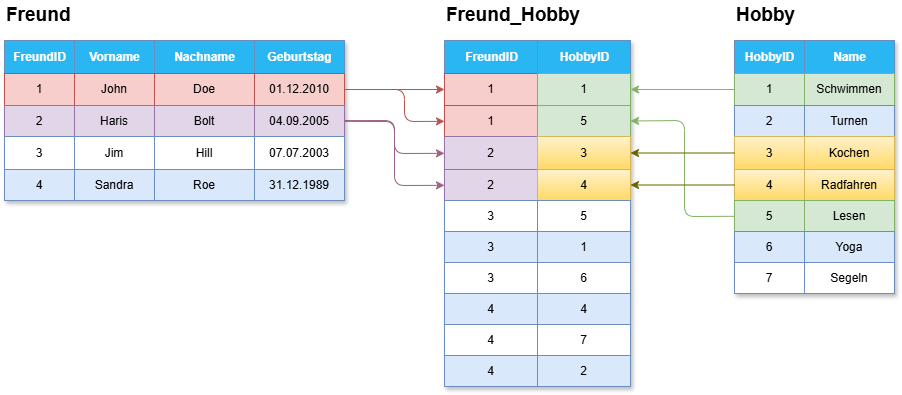 Freund
FreundID Vorname Nachname Geburtstag
1 John Doe 01.12.2010
2 Haris Bolt 04.09.2005
3 Jim Hill 07.07.2003
4 Sandra Roe 31.12.1989
Freund_Hobby
FreundID HobbyID
1 1
1 5
2 3
2 4
3 5
3 1
3 6
4 4
4 7
4 2
Hobby
HobbyID Name
1 Schwimmen
2 Turnen
3 Kochen
4 Radfahren
5 Lesen
6 Yoga
7 Segeln